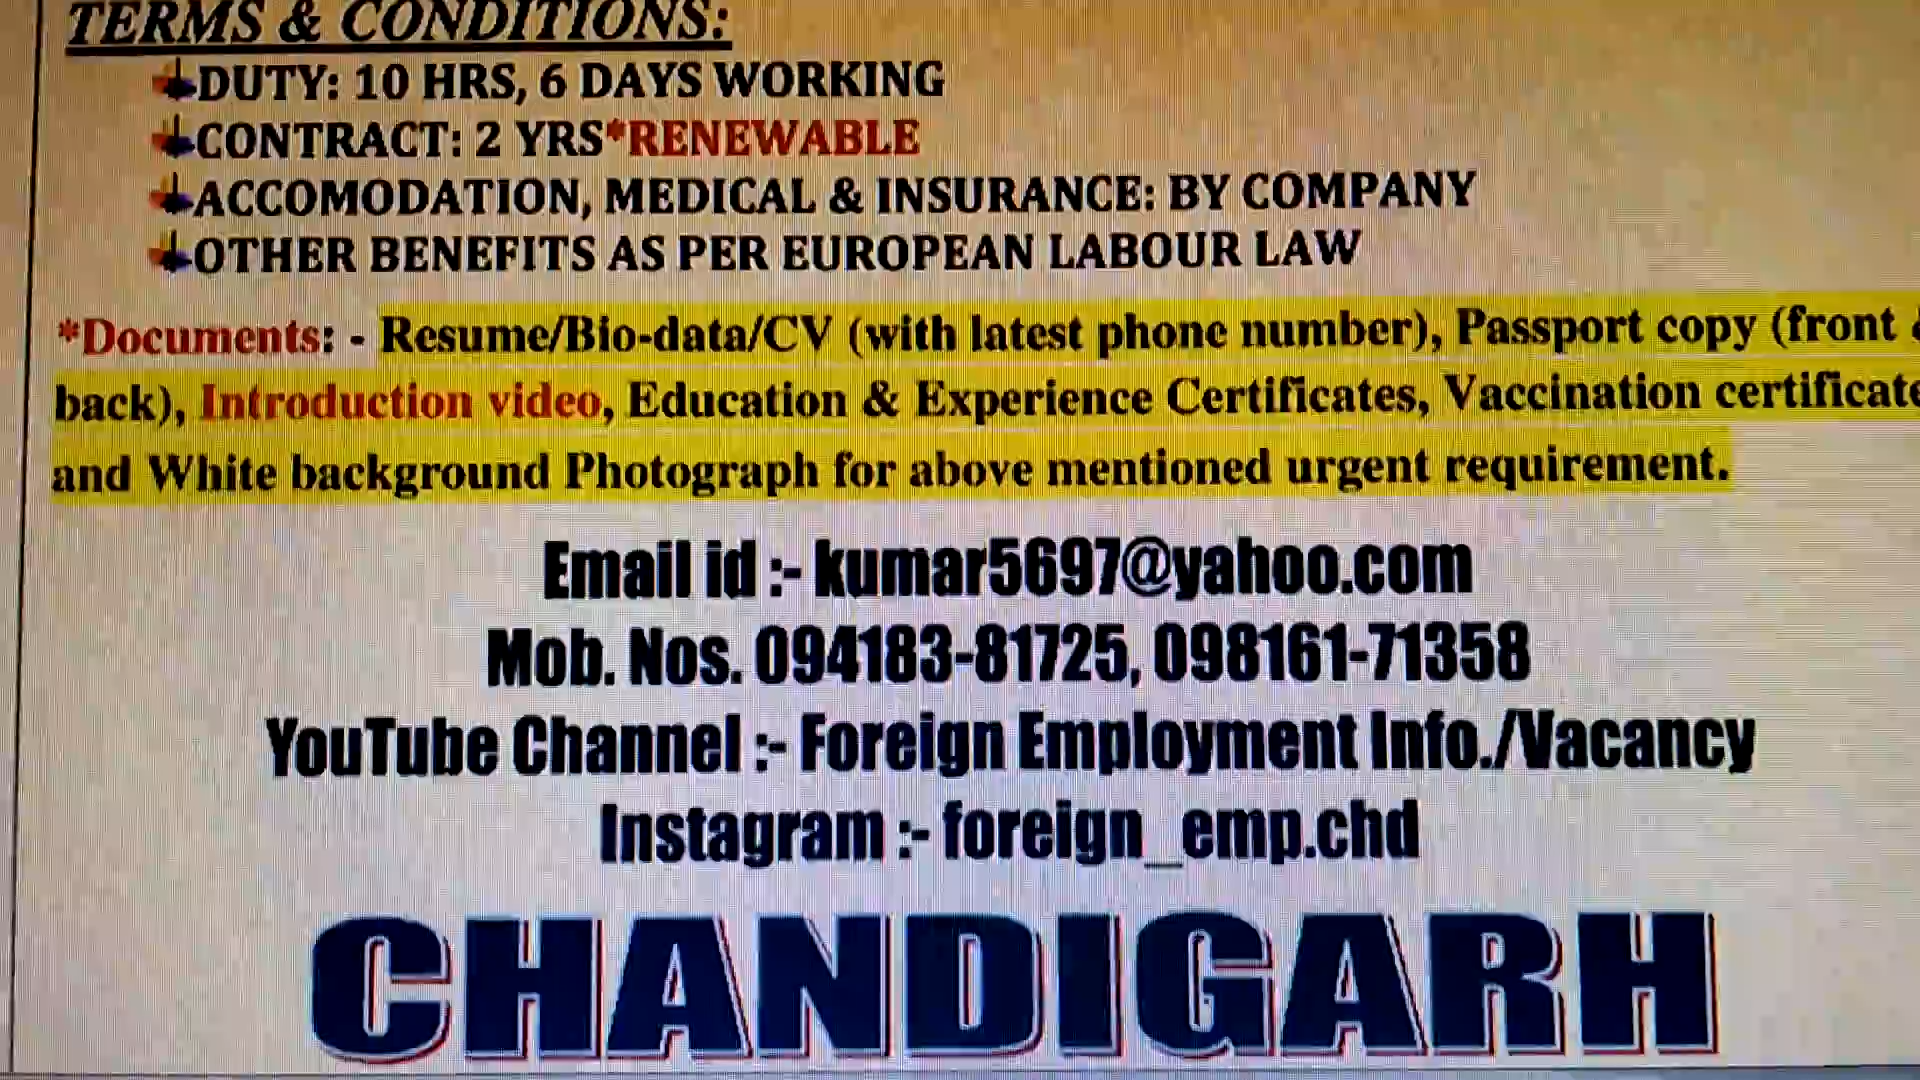 TERMS & CONDITIONS:
DUTY: 10 HRS, 6 DAYS WORKING
CONTRACT: 2 YRS*RENEWABLE
ACCOMODATION, MEDICAL & INSURANCE: BY COMPANY
OTHER BENEFITS AS PER EUROPEAN LABOUR LAW
*Documents: - Resume/Bio-data/CV (with latest phone number), Passport copy (front &
back), Introduction video, Education & Experience Certificates, Vaccination certificate
and White background Photograph for above mentioned urgent requirement.
Email id :- kumar5697@yahoo.com
Mob. Nos. 094183-81725, 098161-71358
YouTube Channel :- Foreign Employment Info./Vacancy
Instagram :- foreign_emp.chd
CHANDIGARH